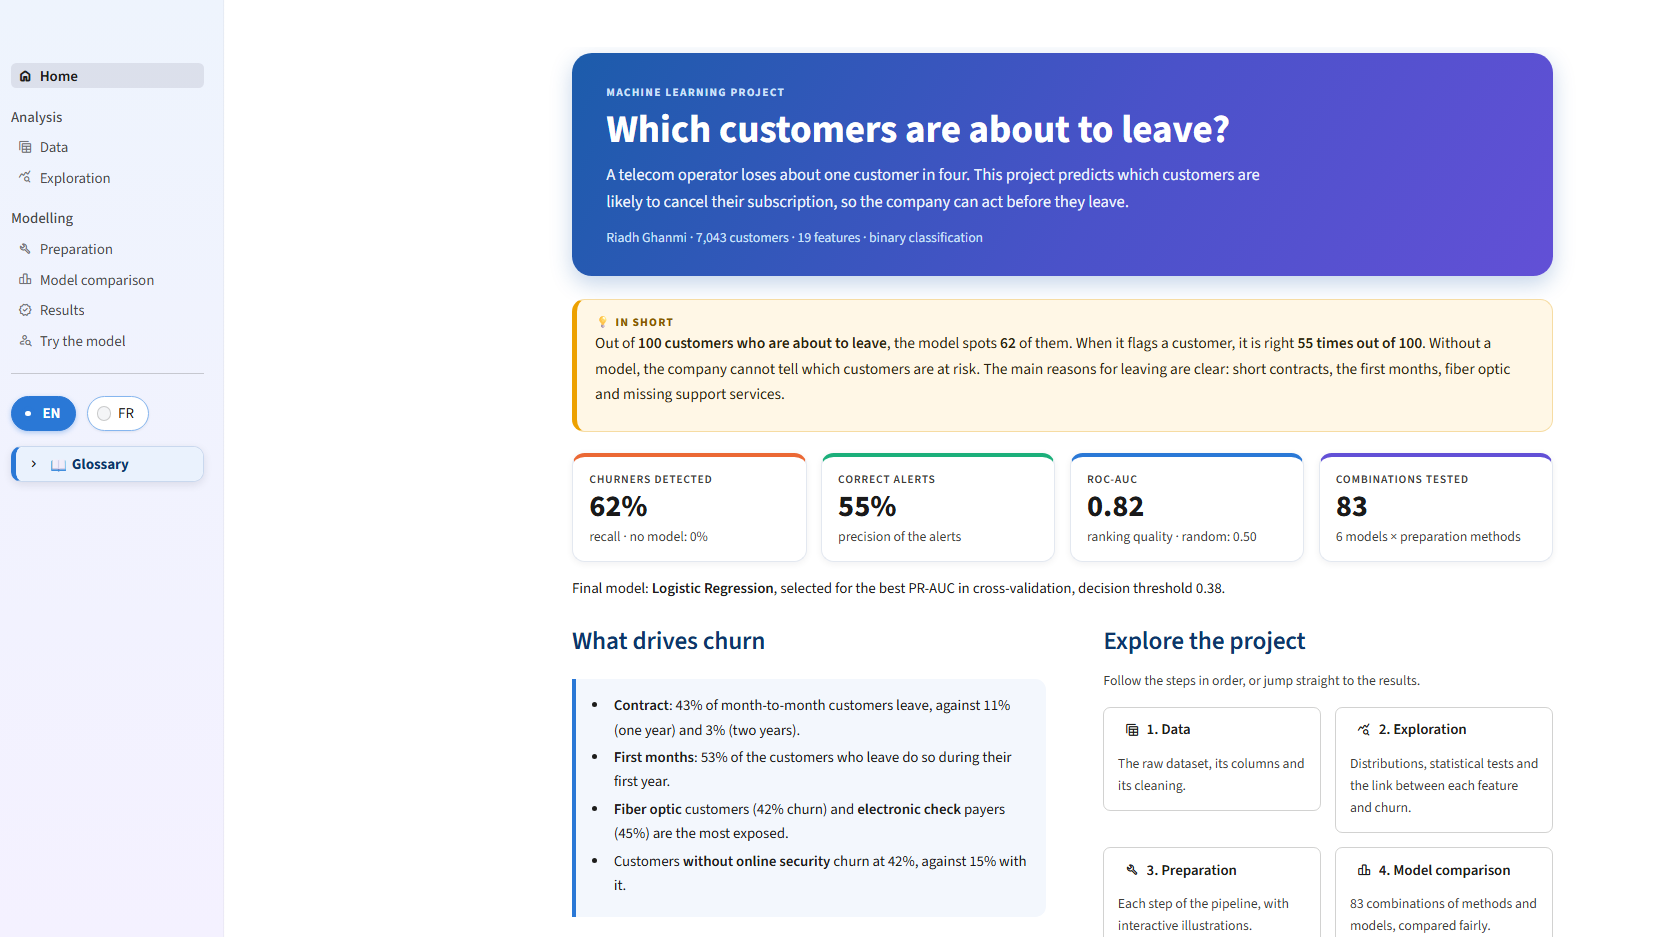 Home
Analysis
Data
Exploration
Modelling
Preparation
Model comparison
Results
Try the model
EN
FR
Glossary
MACHINE LEARNING PROJECT
Which customers are about to leave?
A telecom operator loses about one customer in four. This project predicts which customers are
likely to cancel their subscription, so the company can act before they leave.
Riadh Ghanmi · 7,043 customers · 19 features · binary classification
IN SHORT
Out of 100 customers who are about to leave, the model spots 62 of them. When it flags a customer, it is right 55 times out of 100. Without a
model, the company cannot tell which customers are at risk. The main reasons for leaving are clear: short contracts, the first months, fiber optic
and missing support services.
CHURNERS DETECTED
62%
recall · no model: 0%
CORRECT ALERTS
55%
precision of the alerts
ROC-AUC
0.82
ranking quality · random: 0.50
COMBINATIONS TESTED
83
6 models × preparation methods
Final model: Logistic Regression, selected for the best PR-AUC in cross-validation, decision threshold 0.38.
What drives churn
Contract: 43% of month-to-month customers leave, against 11%
(one year) and 3% (two years).
First months: 53% of the customers who leave do so during their
first year.
Fiber optic customers (42% churn) and electronic check payers
(45%) are the most exposed.
Customers without online security churn at 42%, against 15% with
it.
Explore the project
Follow the steps in order, or jump straight to the results.
1. Data
The raw dataset, its columns and
its cleaning.
2. Exploration
Distributions, statistical tests and
the link between each feature
and churn.
3. Preparation
Each step of the pipeline, with
interactive illustrations.
4. Model comparison
83 combinations of methods and
models, compared fairly.